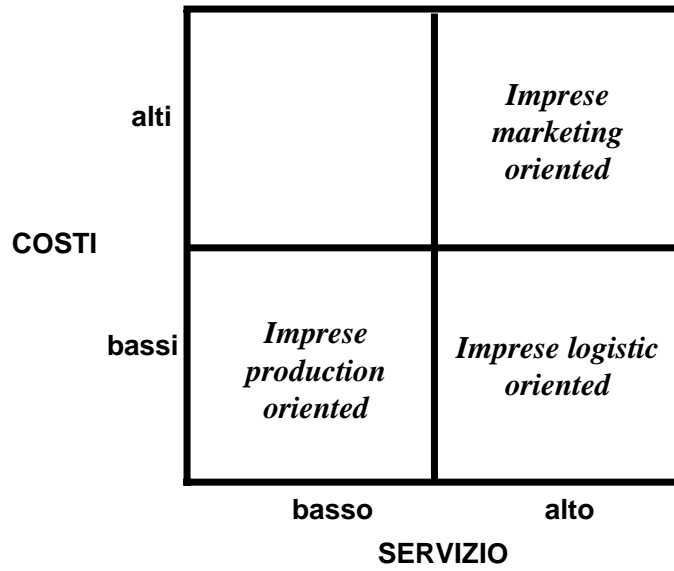 alti
Imprese
marketing
oriented
COSTI
bassi
Imprese
production
oriented
Imprese logistic
oriented
basso
alto
SERVIZIO